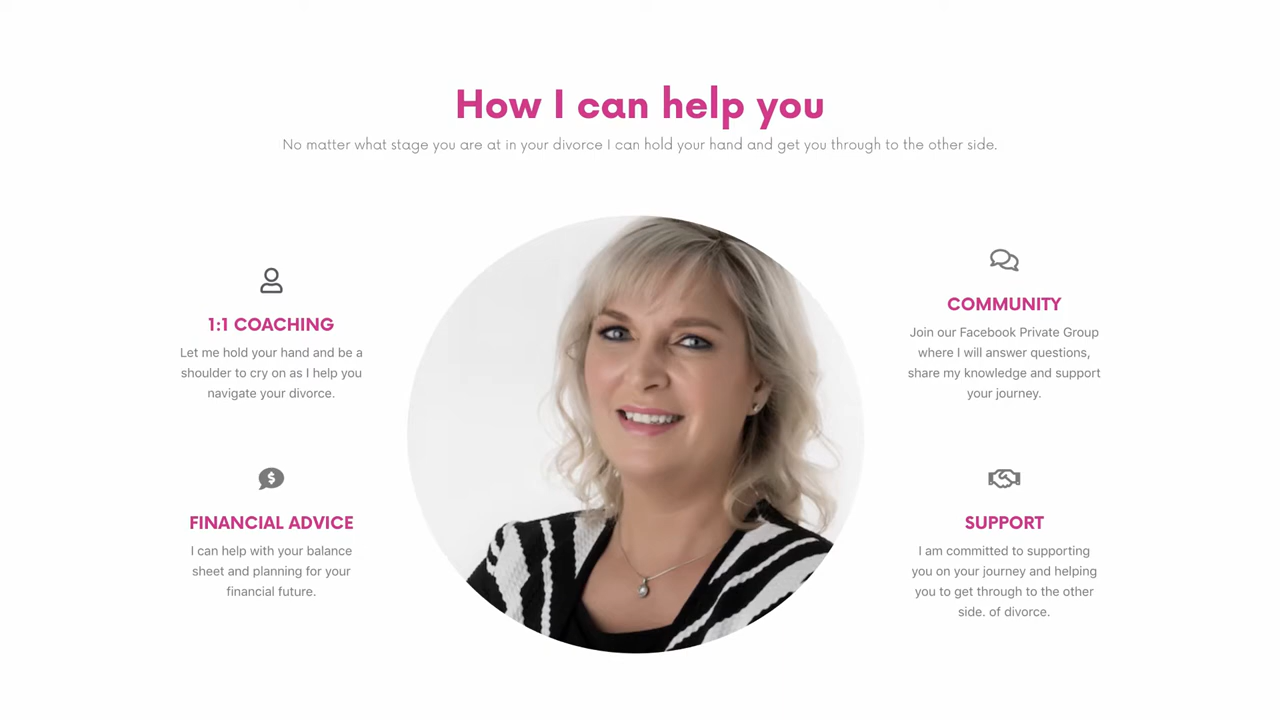 How I can help you
No matter what stage you are at in your divorce I can hold your hand and get you through to the other side.
1:1 COACHING
Let me hold your hand and be a
shoulder to cry on as I help you
navigate your divorce.
FINANCIAL ADVICE
I can help with your balance
sheet and planning for your
financial future.
COMMUNITY
Join our Facebook Private Group
where I will answer questions,
share my knowledge and support
your journey.
SUPPORT
I am committed to supporting
you on your journey and helping
you to get through to the other
side. of divorce.